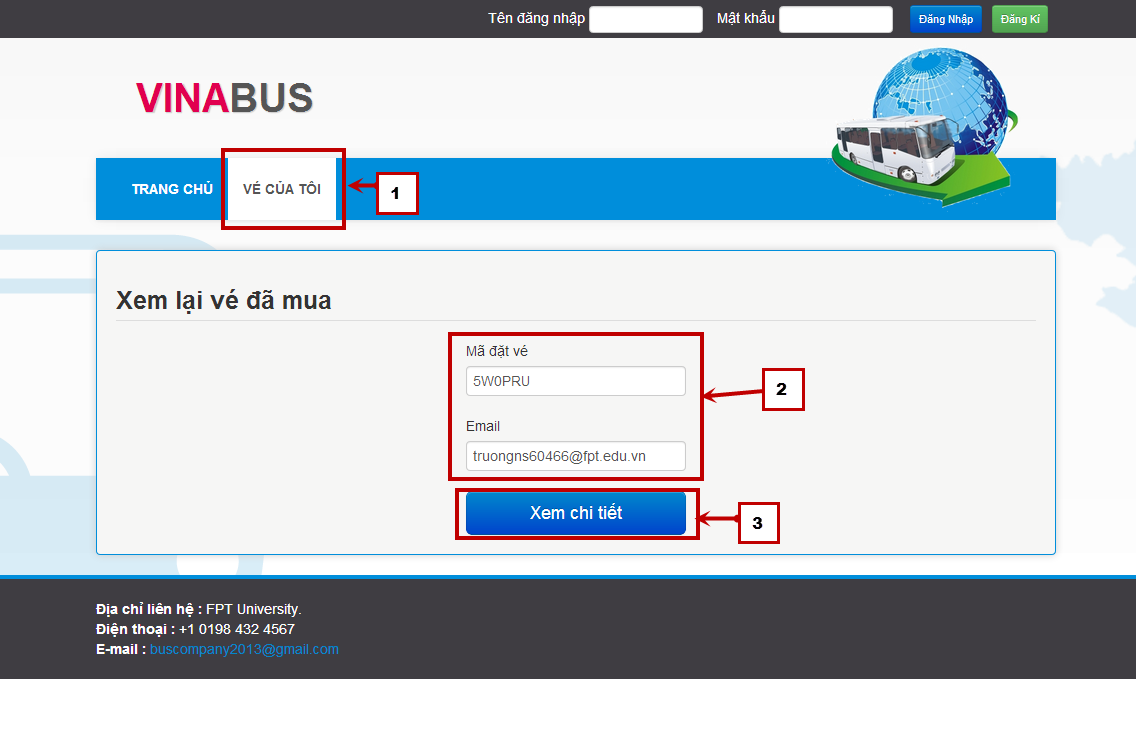 Tên đăng nhập Mật khẩu Đăng Nhập Đăng Kí
VINABUS
TRANG CHỦ VÉ CỦA TÔI
1
Xem lại vé đã mua
Mã đặt vé
5W0PRU
2
Email
truongns60466@fpt.edu.vn
Xem chi tiết
3
Địa chỉ liên hệ : FPT University.
Điện thoại : +1 0198 432 4567
E-mail : buscompany2013@gmail.com